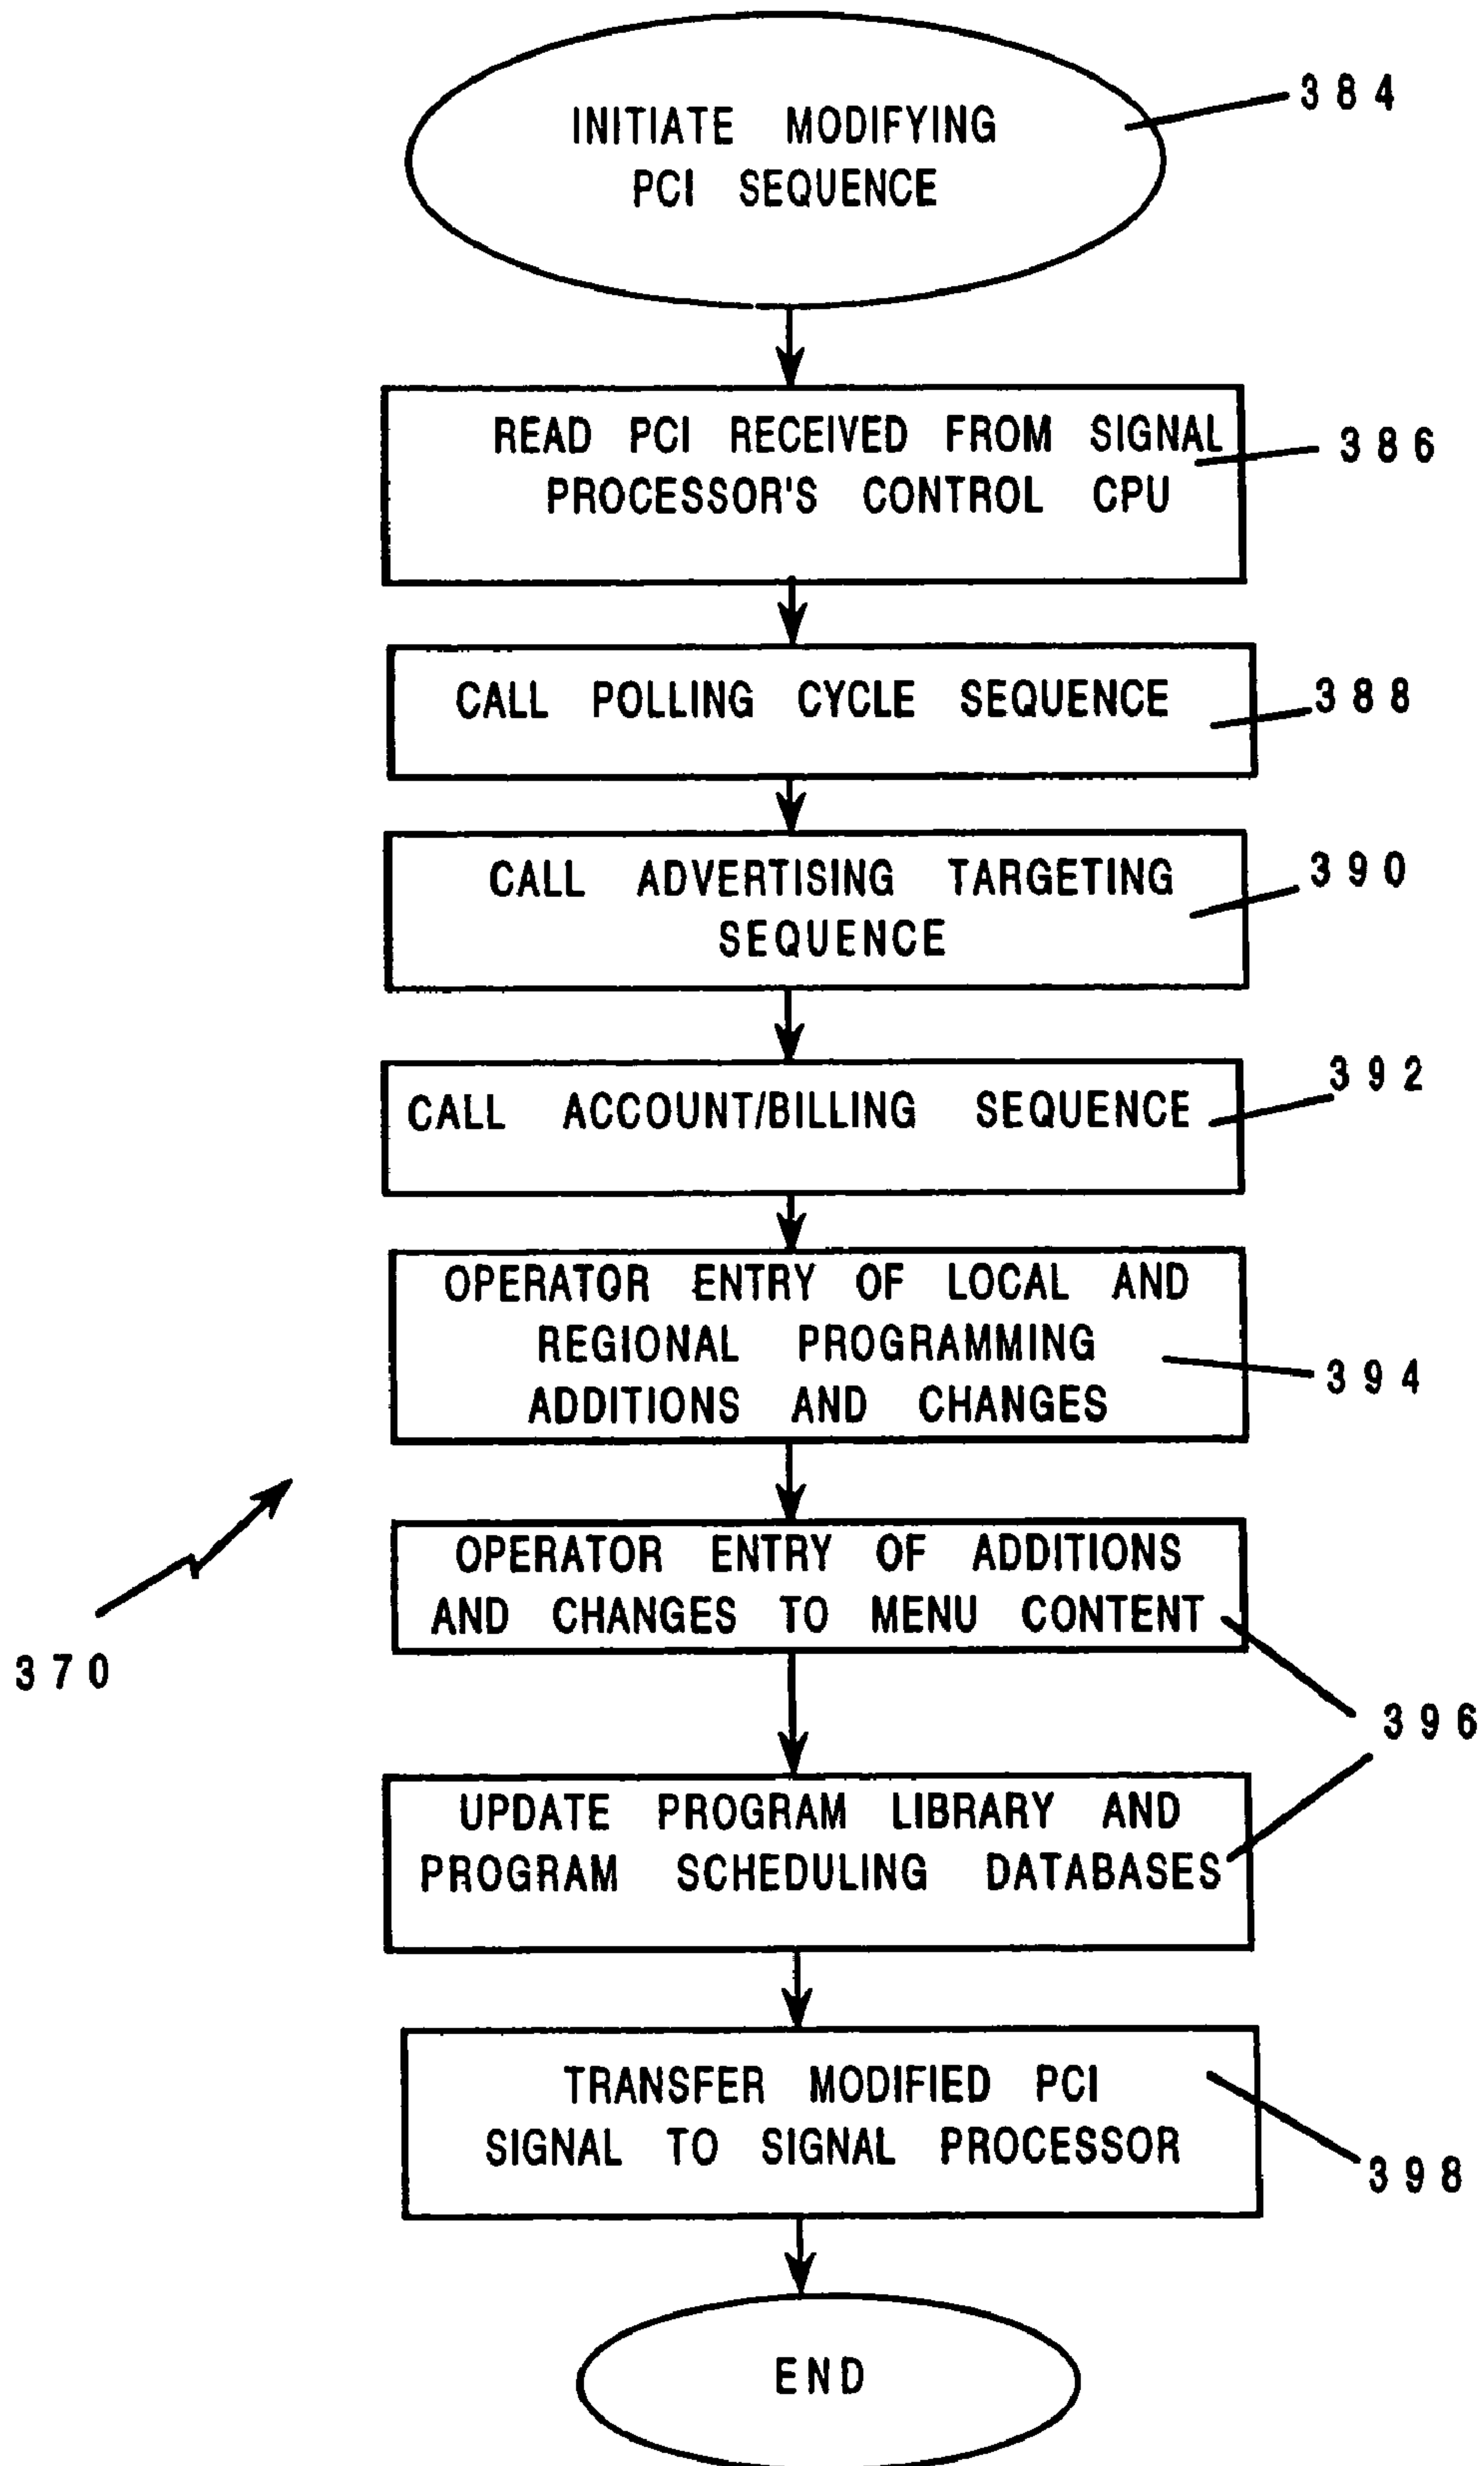 INITIATE MODIFYING
PCI SEQUENCE
384
READ PCI RECEIVED FROM SIGNAL
PROCESSOR'S CONTROL CPU
386
CALL POLLING CYCLE SEQUENCE
388
CALL ADVERTISING TARGETING
SEQUENCE
390
CALL ACCOUNT/BILLING SEQUENCE
392
OPERATOR ENTRY OF LOCAL AND
REGIONAL PROGRAMMING
ADDITIONS AND CHANGES
394
OPERATOR ENTRY OF ADDITIONS
AND CHANGES TO MENU CONTENT
370
396
UPDATE PROGRAM LIBRARY AND
PROGRAM SCHEDULING DATABASES
TRANSFER MODIFIED PCI
SIGNAL TO SIGNAL PROCESSOR
398
END